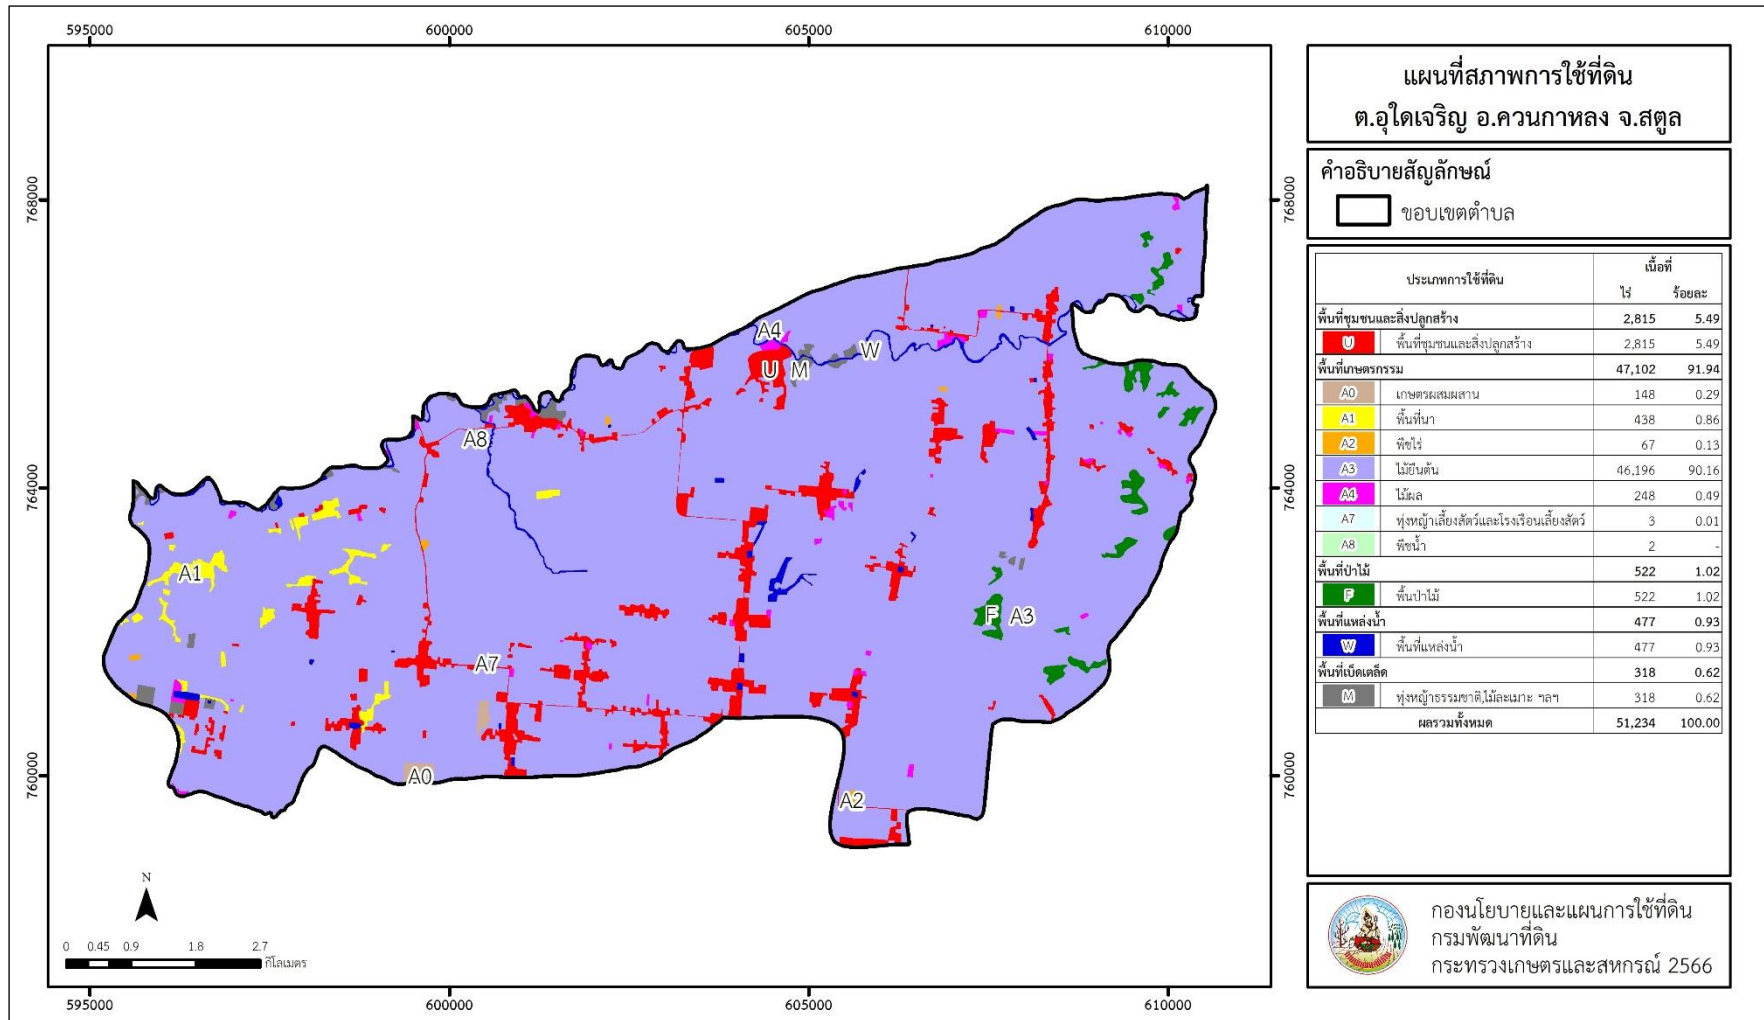 595000
600000
605000
610000
768000
768000
764000
764000
760000
760000
A4
W
U
M
A8
A1
F
A3
A7
A0
A2
N
0 0.45 0.9 1.8 2.7
กิโลเมตร
595000
600000
605000
610000
แผนที่สภาพการใช้ที่ดิน
ต.อุใดเจริญ อ.ควนกาหลง จ.สตูล
คำอธิบายสัญลักษณ์
ขอบเขตตำบล
ประเภทการใช้ที่ดิน เนื้อที่
ไร่ ร้อยละ
พื้นที่ชุมชนและสิ่งปลูกสร้าง 2,815 5.49
U พื้นที่ชุมชนและสิ่งปลูกสร้าง 2,815 5.49
พื้นที่เกษตรกรรม 47,102 91.94
A0 เกษตรผสมผสาน 148 0.29
A1 พื้นที่นา 438 0.86
A2 พืชไร่ 67 0.13
A3 ไม้ยืนต้น 46,196 90.16
A4 ไม้ผล 248 0.49
A7 ทุ่งหญ้าเลี้ยงสัตว์และโรงเรือนเลี้ยงสัตว์ 3 0.01
A8 พืชน้ำ 2 -
พื้นที่ป่าไม้ 522 1.02
F พื้นป่าไม้ 522 1.02
พื้นที่แหล่งน้ำ 477 0.93
W พื้นที่แหล่งน้ำ 477 0.93
พื้นที่เบ็ดเตล็ด 318 0.62
M ทุ่งหญ้าธรรมชาติ,ไม้ละเมาะ ฯลฯ 318 0.62
ผลรวมทั้งหมด 51,234 100.00
กองนโยบายและแผนการใช้ที่ดิน
กรมพัฒนาที่ดิน
กระทรวงเกษตรและสหกรณ์ 2566